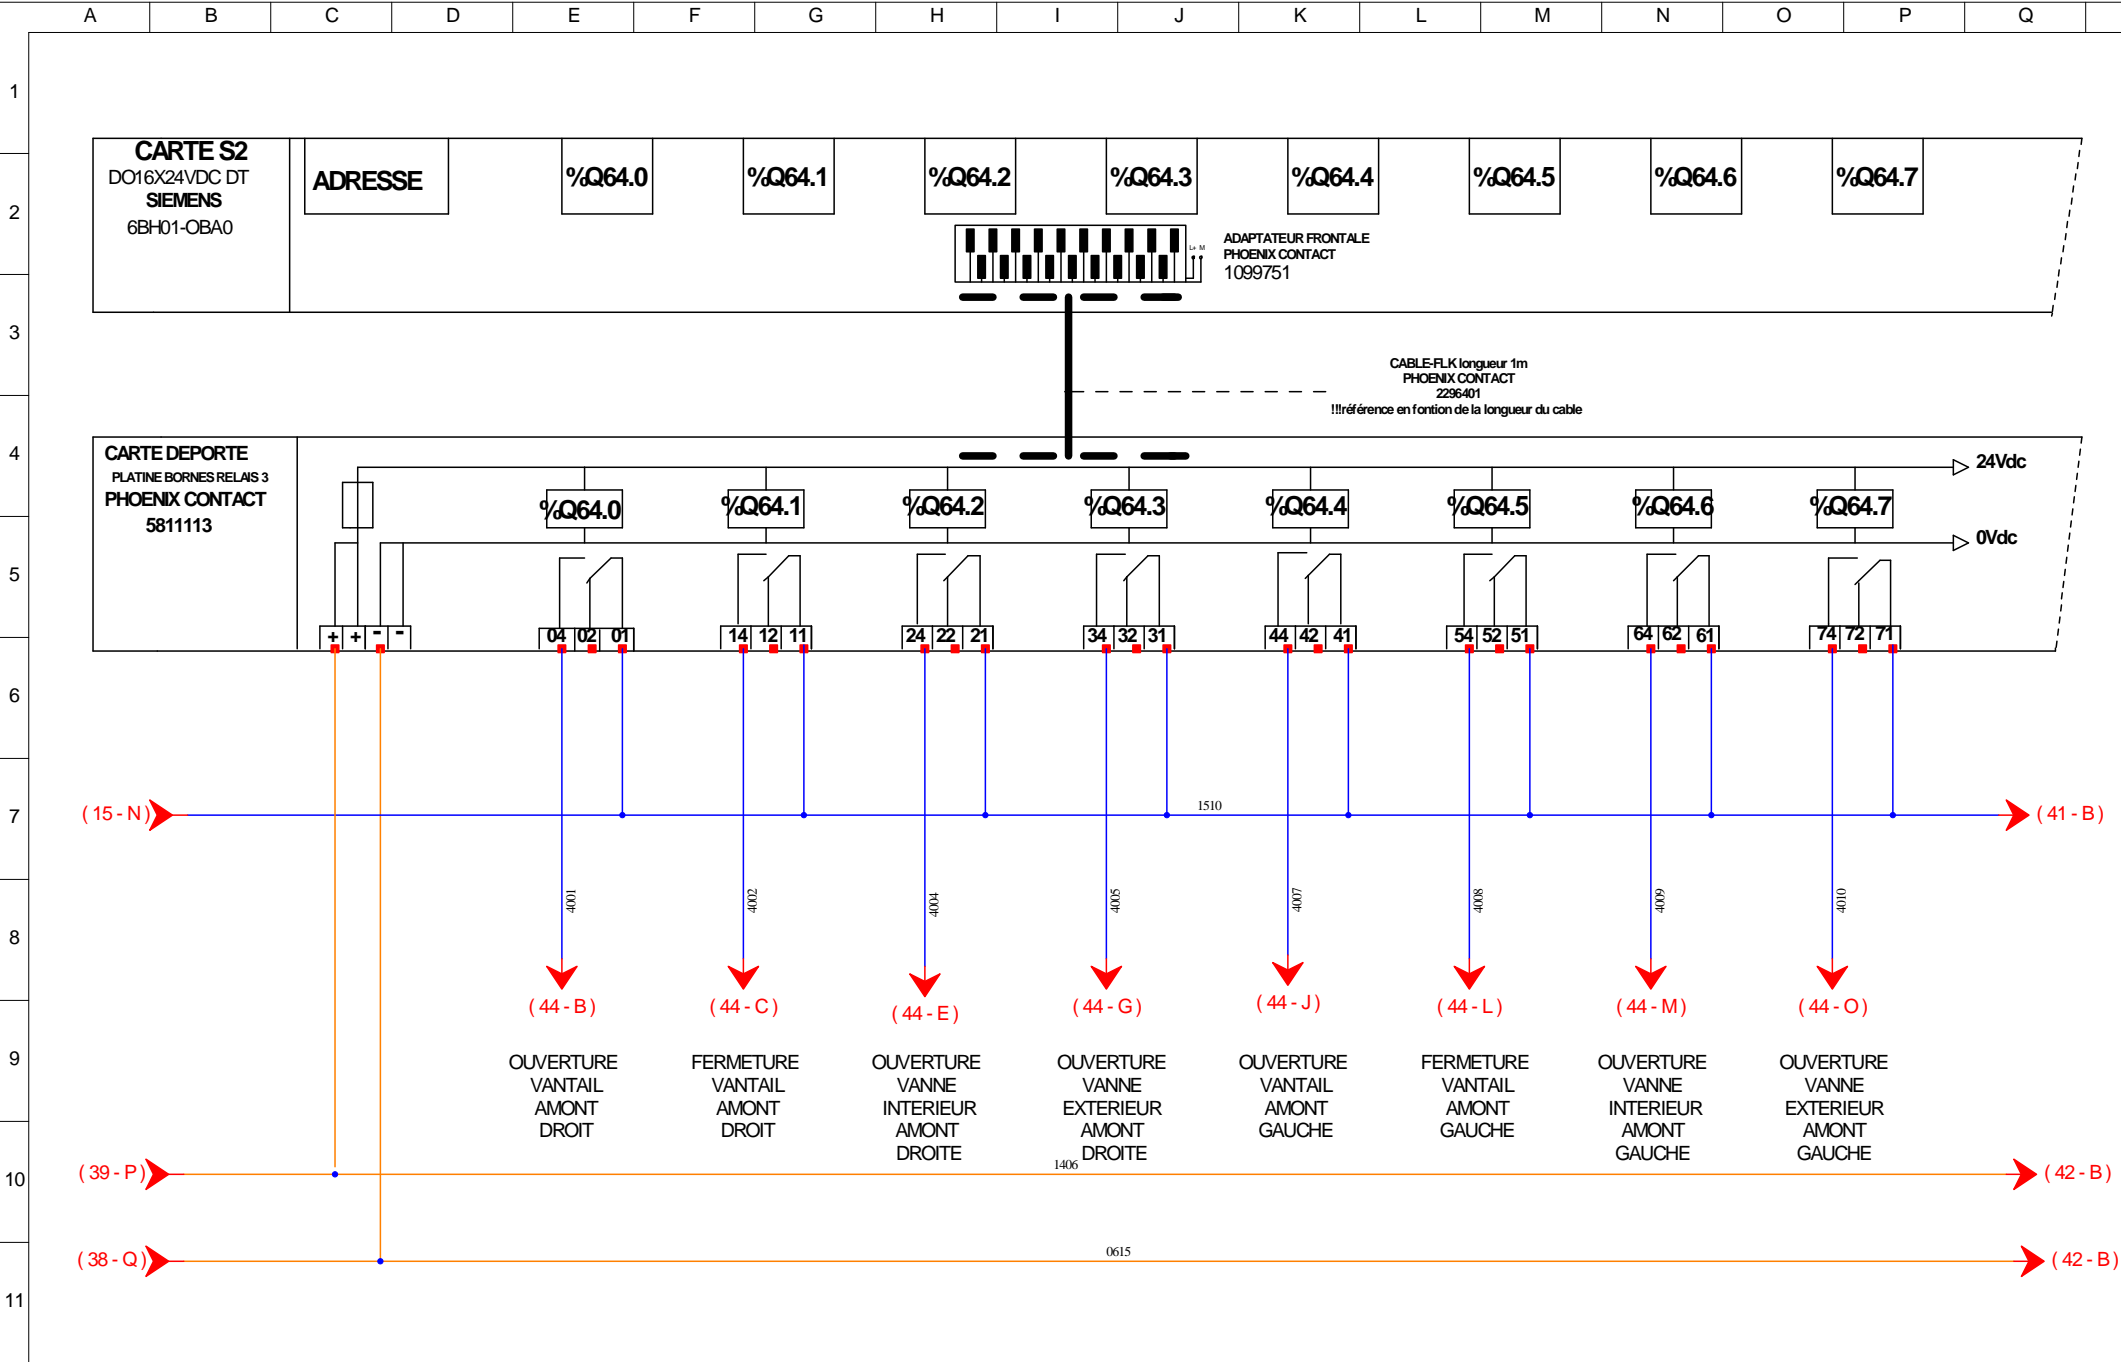 A B C D E F G H I J K L M N O P Q
1
CARTE S2
DO16X24VDC DT
SIEMENS
6BH01-OBA0
ADRESSE
%Q64.0 %Q64.1 %Q64.2 %Q64.3 %Q64.4 %Q64.5 %Q64.6 %Q64.7
2
L+ M
ADAPTATEUR FRONTALE
PHOENIX CONTACT
1099751
3
CABLE-FLK longueur 1m
PHOENIX CONTACT
2296401
!!!référence en fontion de la longueur du cable
4
CARTE DEPORTE
PLATINE BORNES RELAIS 3
PHOENIX CONTACT
5811113
24Vdc
%Q64.0 %Q64.1 %Q64.2 %Q64.3 %Q64.4 %Q64.5 %Q64.6 %Q64.7
0Vdc
5
+ + - -
04 02 01 14 12 11 24 22 21 34 32 31 44 42 41 54 52 51 64 62 61 74 72 71
6
7
(15-N) 1510 (41-B)
4001 4002 4004 4005 4007 4008 4009 4010
8
(44-B) (44-C) (44-E) (44-G) (44-J) (44-L) (44-M) (44-O)
9
OUVERTURE
VANTAIL
AMONT
DROIT
FERMETURE
VANTAIL
AMONT
DROIT
OUVERTURE
VANNE
INTERIEUR
AMONT
DROITE
OUVERTURE
VANNE
EXTERIEUR
AMONT
DROITE
OUVERTURE
VANTAIL
AMONT
GAUCHE
FERMETURE
VANTAIL
AMONT
GAUCHE
OUVERTURE
VANNE
INTERIEUR
AMONT
GAUCHE
OUVERTURE
VANNE
EXTERIEUR
AMONT
GAUCHE
10
(39-P) 1406 (42-B)
(38-Q) 0615 (42-B)
11